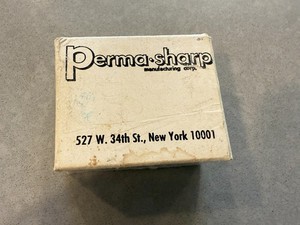 Perma-sharp
manufacturing corp.
527 W. 34th St., New York 10001